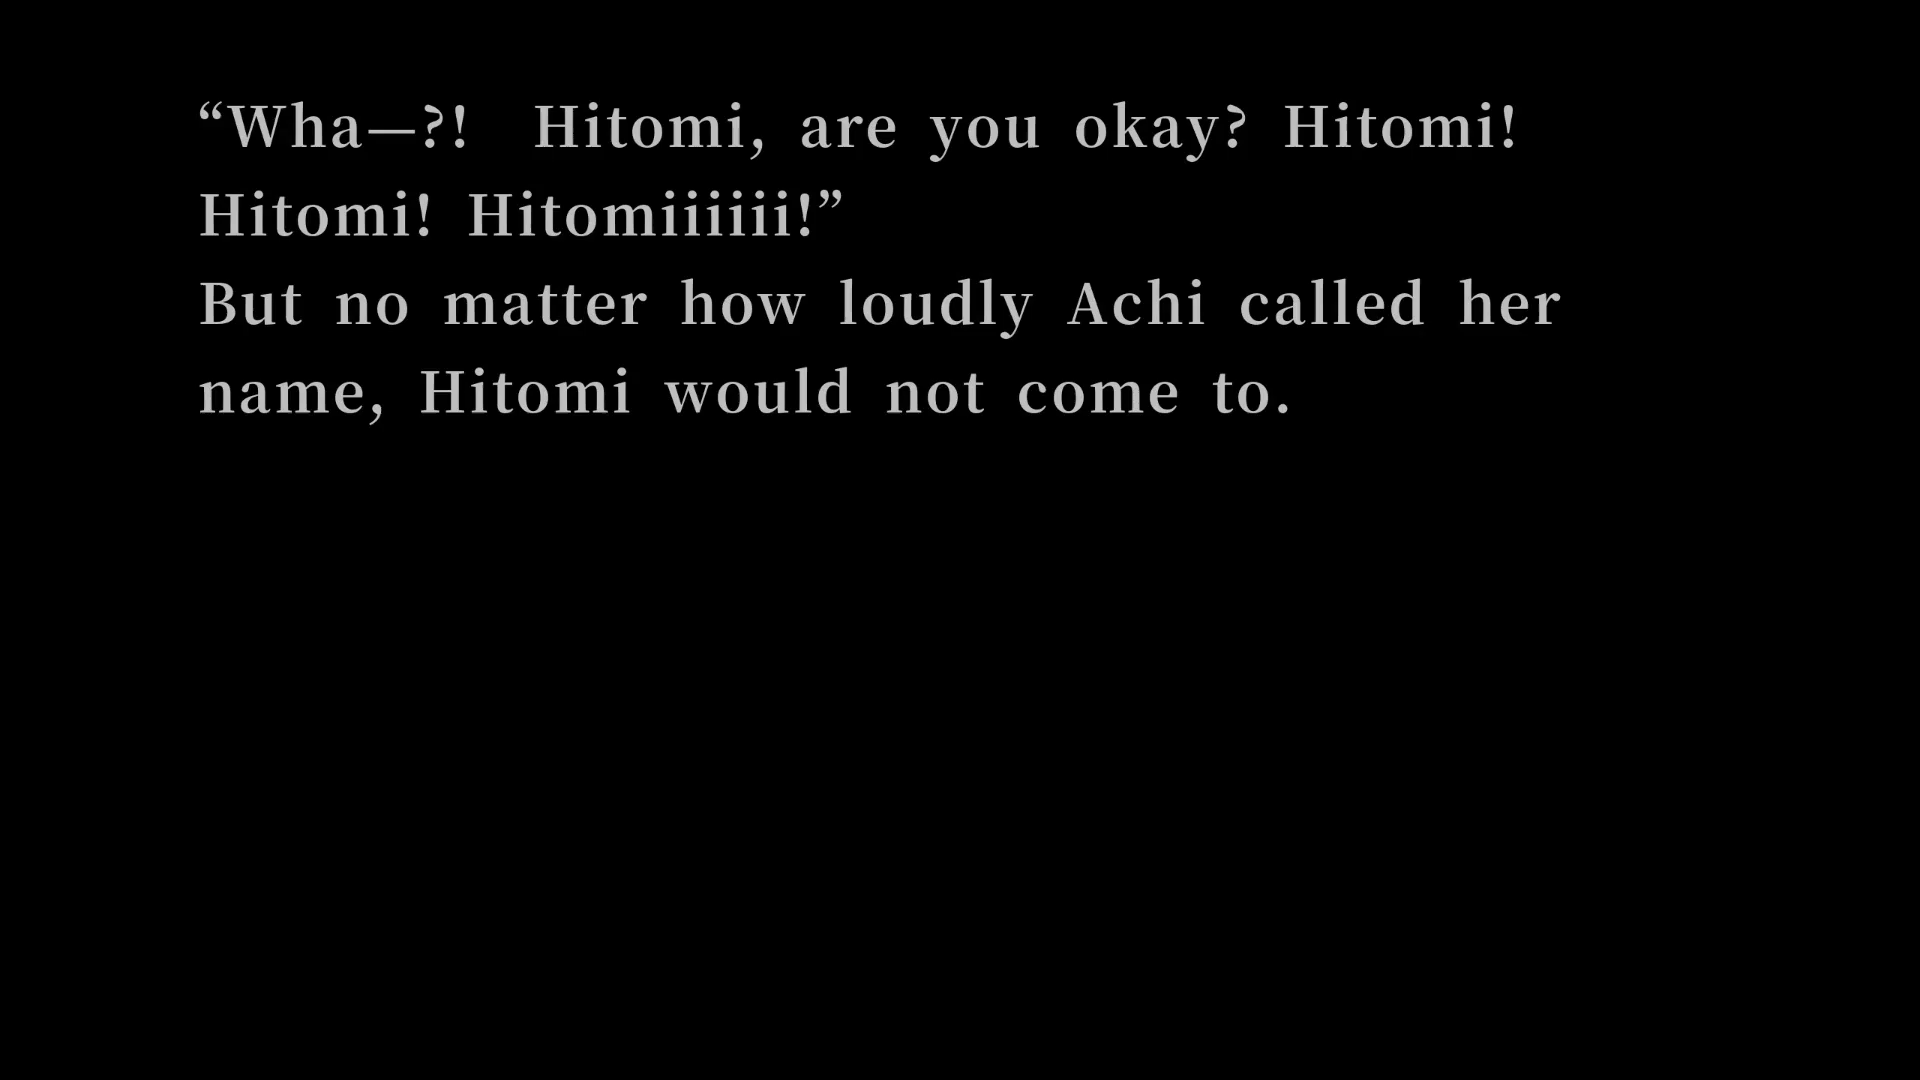 “Wha—?!  Hitomi, are you okay? Hitomi!
Hitomi! Hitomiiiiii!”
But no matter how loudly Achi called her
name, Hitomi would not come to.